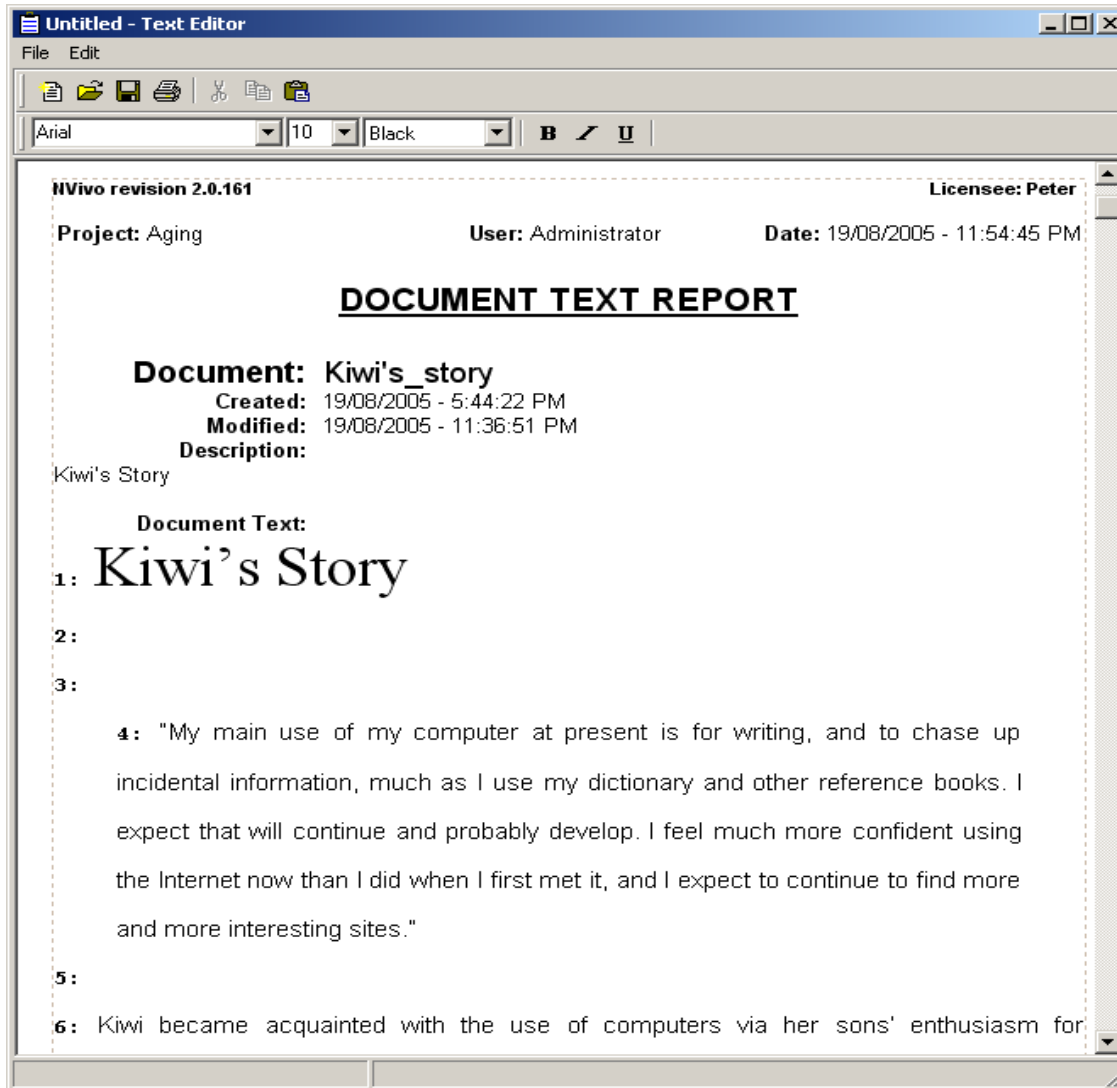 Untitled - Text Editor
File Edit
Arial 10 Black B I U
NVivo revision 2.0.161 Licensee: Peter
Project: Aging User: Administrator Date: 19/08/2005 - 11:54:45 PM
DOCUMENT TEXT REPORT
Document: Kiwi's_story
Created: 19/08/2005 - 5:44:22 PM
Modified: 19/08/2005 - 11:36:51 PM
Description:
Kiwi's Story
Document Text:
1: Kiwi’s Story
2:
3:
4: "My main use of my computer at present is for writing, and to chase up
incidental information, much as I use my dictionary and other reference books. I
expect that will continue and probably develop. I feel much more confident using
the Internet now than I did when I first met it, and I expect to continue to find more
and more interesting sites."
5:
6: Kiwi became acquainted with the use of computers via her sons' enthusiasm for